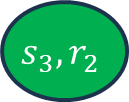 s₃, r₂